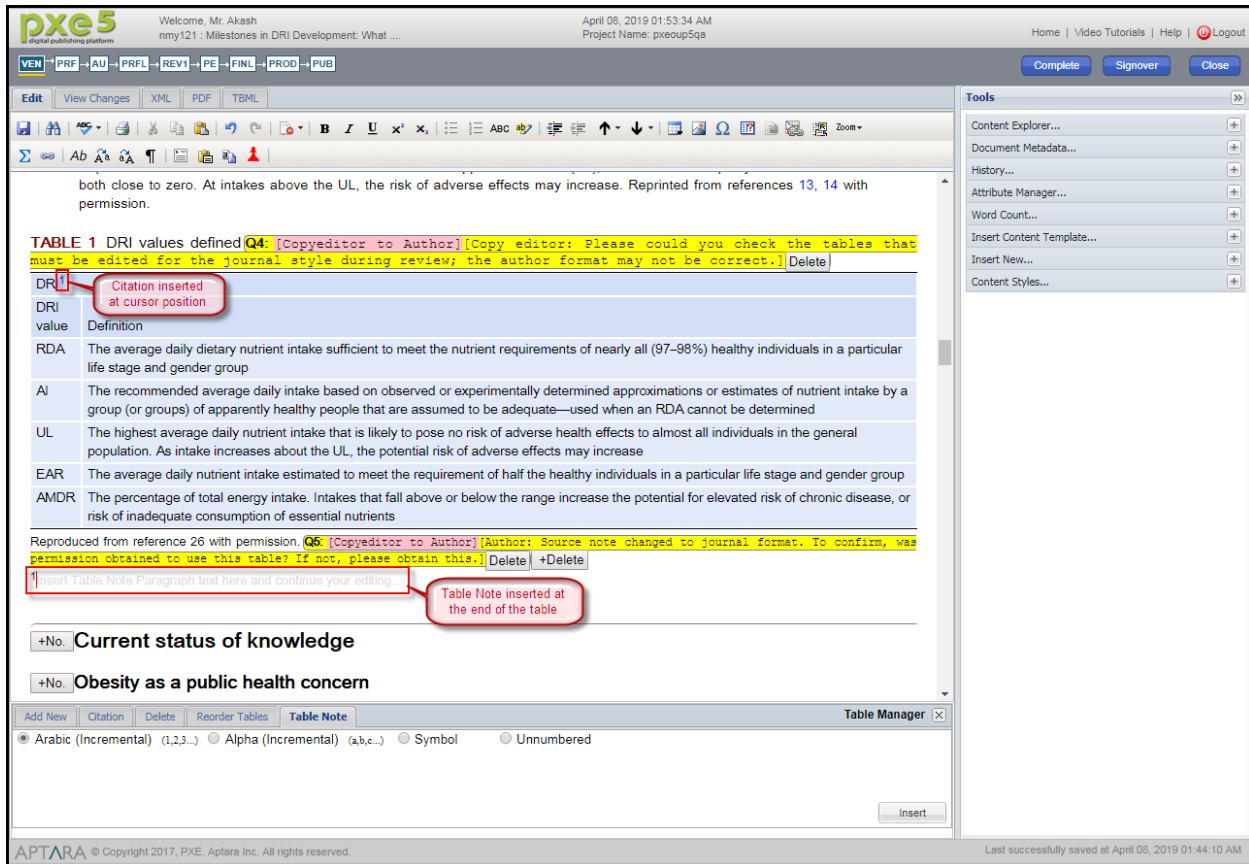 pxe5
digital publishing platform
Welcome, Mr. Akash
nmy121 : Milestones in DRI Development: What ....
April 08, 2019 01:53:34 AM
Project Name: pxeoup5qa
Home | Video Tutorials | Help | Logout
VEN PRF AU PRFL REV1 PE FINL PROD PUB
Complete Signover Close
Edit View Changes XML PDF TBML
Tools
Content Explorer...
Document Metadata...
History...
Attribute Manager...
Word Count...
Insert Content Template...
Insert New...
Content Styles...
ABC B I U x² x₂ ABC Ω Zoom
Σ Ab Åa aÅ ¶
both close to zero. At intakes above the UL, the risk of adverse effects may increase. Reprinted from references 13, 14 with
permission.
TABLE 1 DRI values defined Q4: [Copyeditor to Author][Copy editor: Please could you check the tables that
must be edited for the journal style during review; the author format may not be correct.] Delete
DR 1
Citation inserted
at cursor position
DRI
value Definition
RDA The average daily dietary nutrient intake sufficient to meet the nutrient requirements of nearly all (97–98%) healthy individuals in a particular
life stage and gender group
AI The recommended average daily intake based on observed or experimentally determined approximations or estimates of nutrient intake by a
group (or groups) of apparently healthy people that are assumed to be adequate—used when an RDA cannot be determined
UL The highest average daily nutrient intake that is likely to pose no risk of adverse health effects to almost all individuals in the general
population. As intake increases about the UL, the potential risk of adverse effects may increase
EAR The average daily nutrient intake estimated to meet the requirement of half the healthy individuals in a particular life stage and gender group
AMDR The percentage of total energy intake. Intakes that fall above or below the range increase the potential for elevated risk of chronic disease, or
risk of inadequate consumption of essential nutrients
Reproduced from reference 26 with permission. Q5: [Copyeditor to Author][Author: Source note changed to journal format. To confirm, was
permission obtained to use this table? If not, please obtain this.] Delete +Delete
1 Insert Table Note Paragraph text here and continue your editing...
Table Note inserted at
the end of the table
+No. Current status of knowledge
+No. Obesity as a public health concern
Add New Citation Delete Reorder Tables Table Note Table Manager
Arabic (Incremental) (1,2,3...) Alpha (Incremental) (a,b,c...) Symbol Unnumbered
Insert
APTARA © Copyright 2017, PXE. Aptara Inc. All rights reserved.
Last successfully saved at April 08, 2019 01:44:10 AM